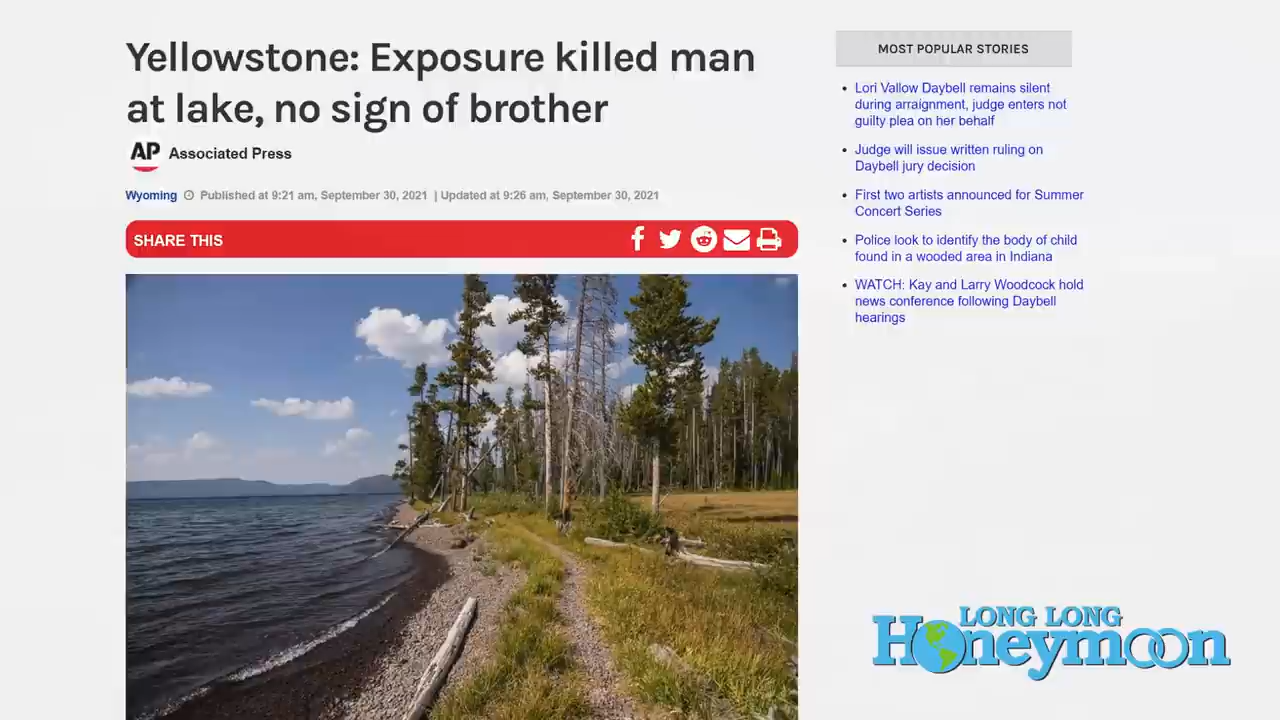 Yellowstone: Exposure killed man
at lake, no sign of brother
AP Associated Press
Wyoming Published at 9:21 am, September 30, 2021 | Updated at 9:26 am, September 30, 2021
SHARE THIS
MOST POPULAR STORIES
Lori Vallow Daybell remains silent
during arraignment, judge enters not
guilty plea on her behalf
Judge will issue written ruling on
Daybell jury decision
First two artists announced for Summer
Concert Series
Police look to identify the body of child
found in a wooded area in Indiana
WATCH: Kay and Larry Woodcock hold
news conference following Daybell
hearings
LONG LONG
Honeymoon